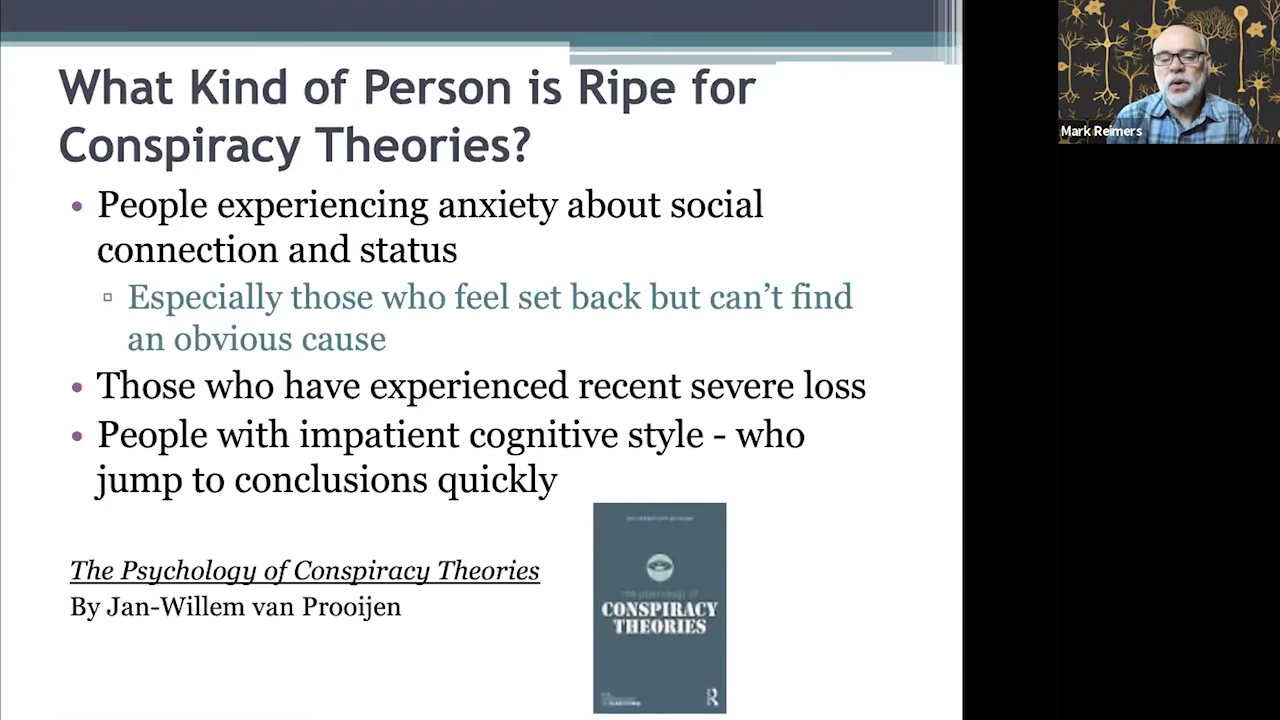 What Kind of Person is Ripe for
Conspiracy Theories?
• People experiencing anxiety about social
connection and status
▫ Especially those who feel set back but can’t find
an obvious cause
• Those who have experienced recent severe loss
• People with impatient cognitive style - who
jump to conclusions quickly
The Psychology of Conspiracy Theories
By Jan-Willem van Prooijen
CONSPIRACY
THEORIES
R
Mark Reimers